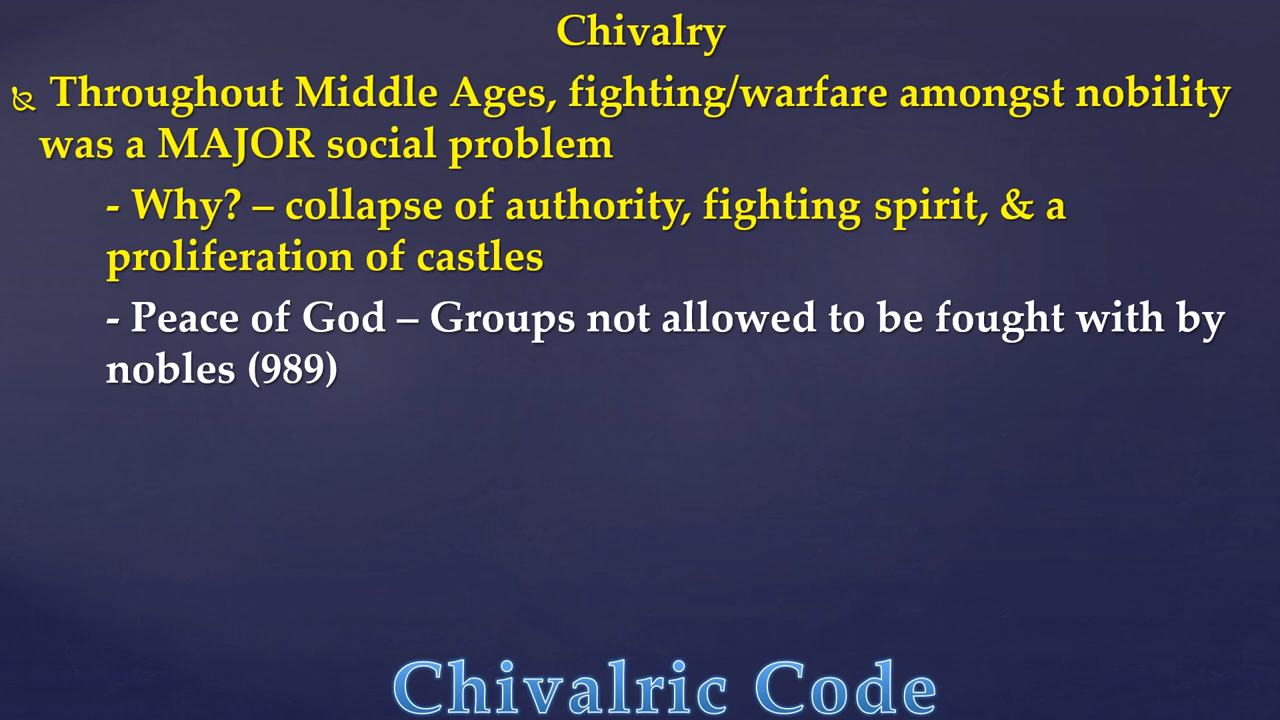 Chivalry
Throughout Middle Ages, fighting/warfare amongst nobility
was a MAJOR social problem
- Why? – collapse of authority, fighting spirit, & a
proliferation of castles
- Peace of God – Groups not allowed to be fought with by
nobles (989)
Chivalric Code